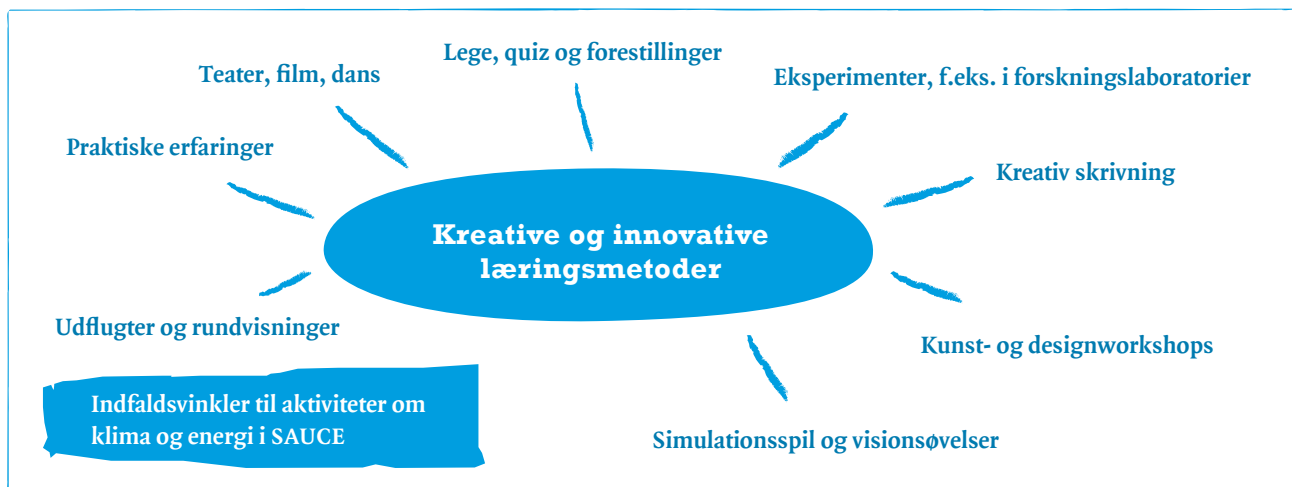 Lege, quiz og forestillinger
Teater, film, dans
Eksperimenter, f.eks. i forskningslaboratorier
Praktiske erfaringer
Kreativ skrivning
Kreative og innovative
læringsmetoder
Udflugter og rundvisninger
Kunst- og designworkshops
Indfaldsvinkler til aktiviteter om
klima og energi i SAUCE
Simulationsspil og visionsøvelser